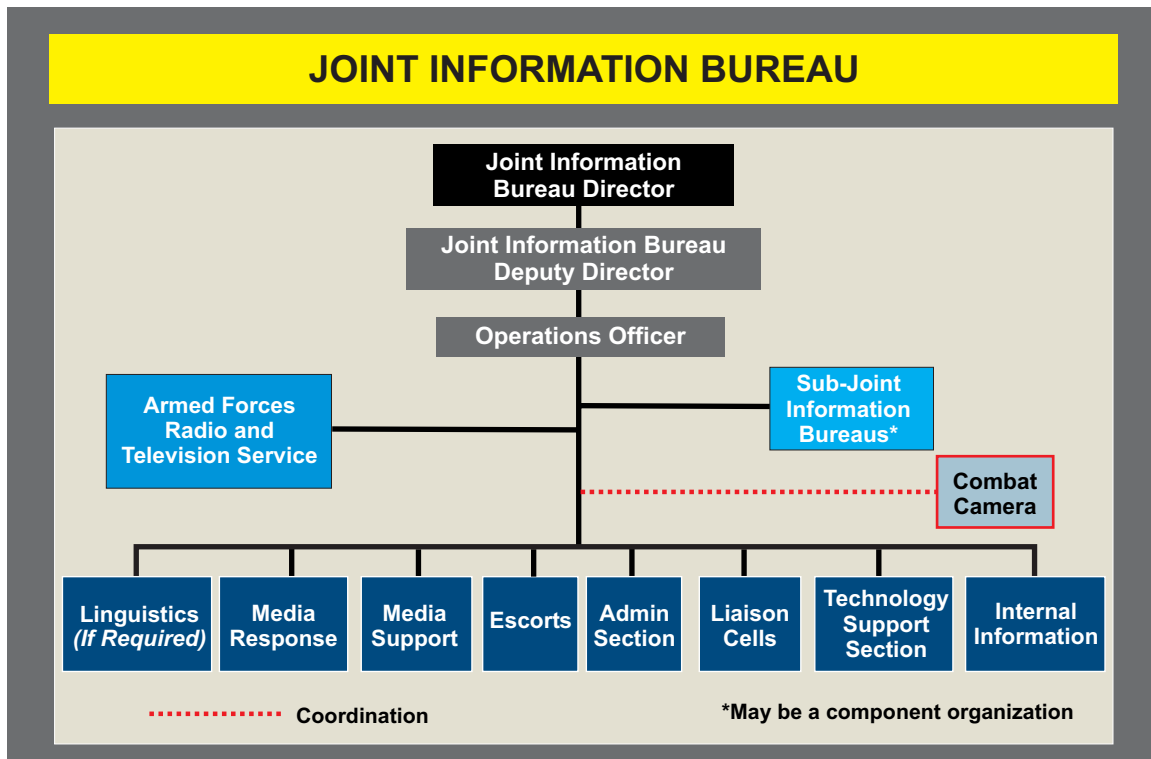 JOINT INFORMATION BUREAU
Joint Information
Bureau Director
Joint Information Bureau
Deputy Director
Operations Officer
Armed Forces
Radio and
Television Service
Sub-Joint
Information
Bureaus*
Combat
Camera
Linguistics
(If Required)
Media
Response
Media
Support
Escorts
Admin
Section
Liaison
Cells
Technology
Support
Section
Internal
Information
Coordination
*May be a component organization